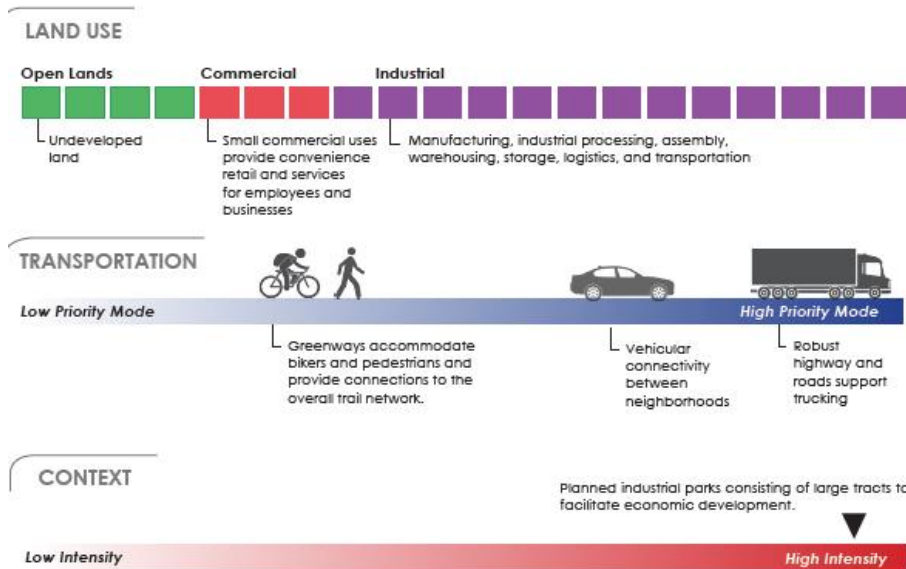 LAND USE
Open Lands Commercial Industrial
Undeveloped
land
Small commercial uses
provide convenience
retail and services
for employees and
businesses
Manufacturing, industrial processing, assembly,
warehousing, storage, logistics, and transportation
TRANSPORTATION
Low Priority Mode High Priority Mode
Greenways accommodate
bikers and pedestrians and
provide connections to the
overall trail network.
Vehicular
connectivity
between
neighborhoods
Robust
highway and
roads support
trucking
CONTEXT
Planned industrial parks consisting of large tracts to
facilitate economic development.
Low Intensity High Intensity